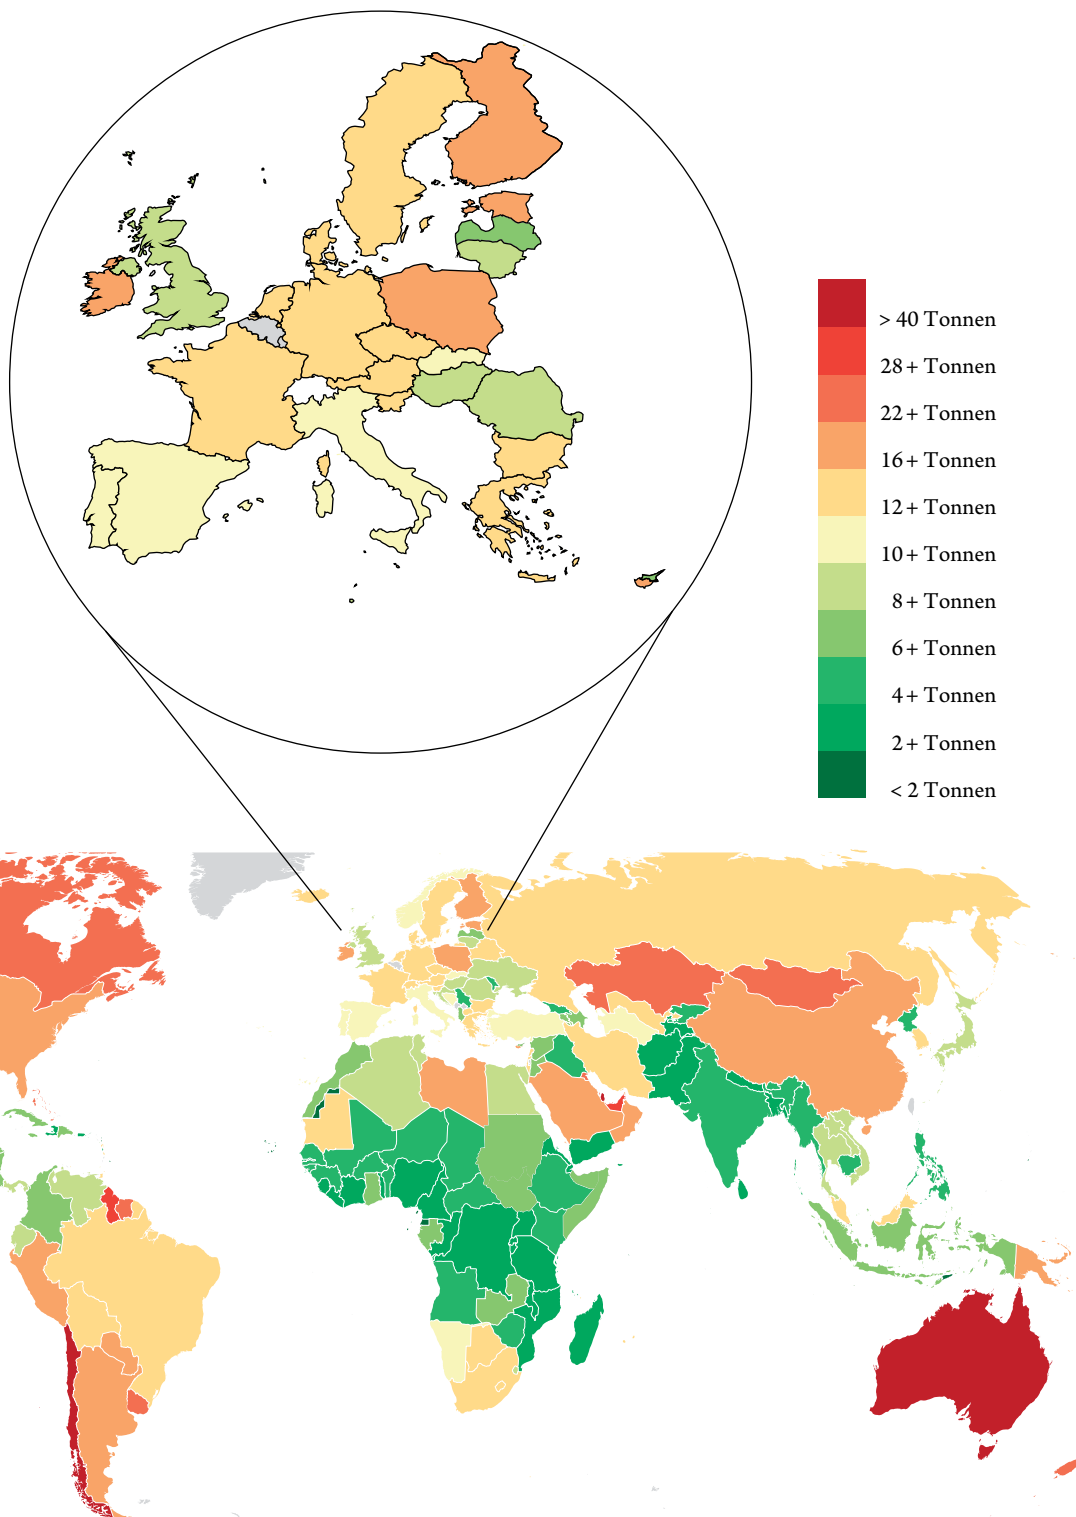 > 40 Tonnen
28+ Tonnen
22+ Tonnen
16+ Tonnen
12+ Tonnen
10+ Tonnen
8+ Tonnen
6+ Tonnen
4+ Tonnen
2+ Tonnen
< 2 Tonnen